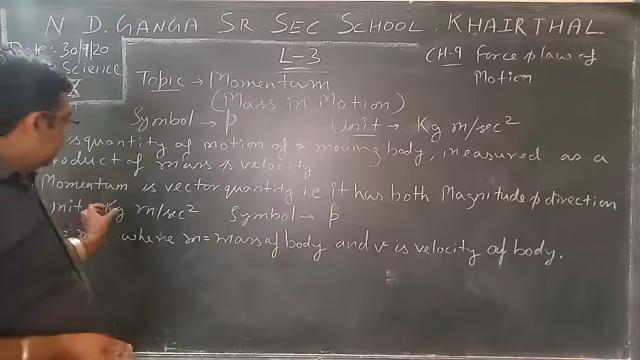 N D. GANGA SR SEC SCHOOL. KHAIRTHAL
Date:- 30/9/20
Science
X
L-3
CH-9 Force & law of
Motion
Topic → Momentum
(Mass in Motion)
Symbol → p Unit → Kg m/sec²
is quantity of motion of a moving body, measured as a
product of mass & velocity
Momentum is vector quantity i.e it has both Magnitude & direction
Unit Kg m/sec² Symbol → p
where m = mass of body and v is velocity of body.